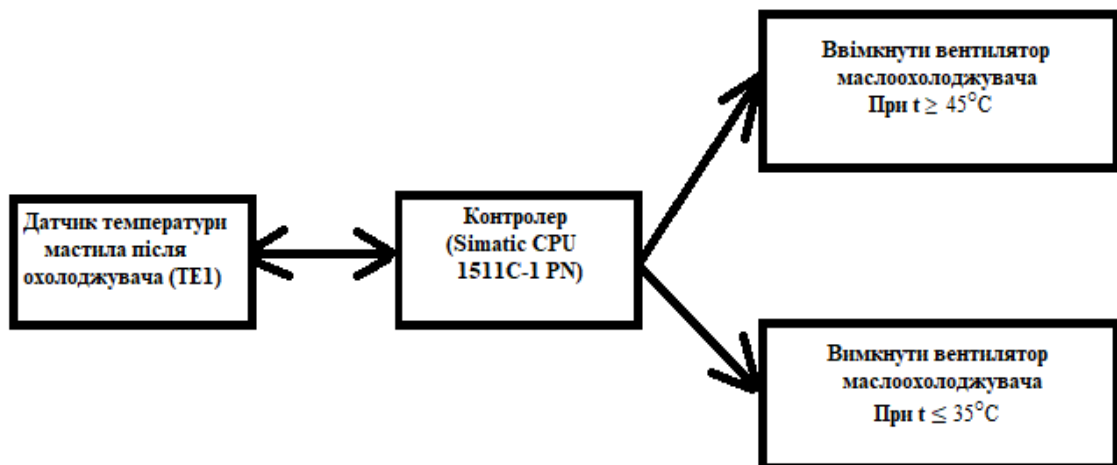 Датчик температури
мастила після
охолоджувача (ТЕ1)
Контролер
(Simatic CPU
1511C-1 PN)
Ввімкнути вентилятор
маслоохолоджувача
При t ≥ 45°C
Вимкнути вентилятор
маслоохолоджувача
При t ≤ 35°C